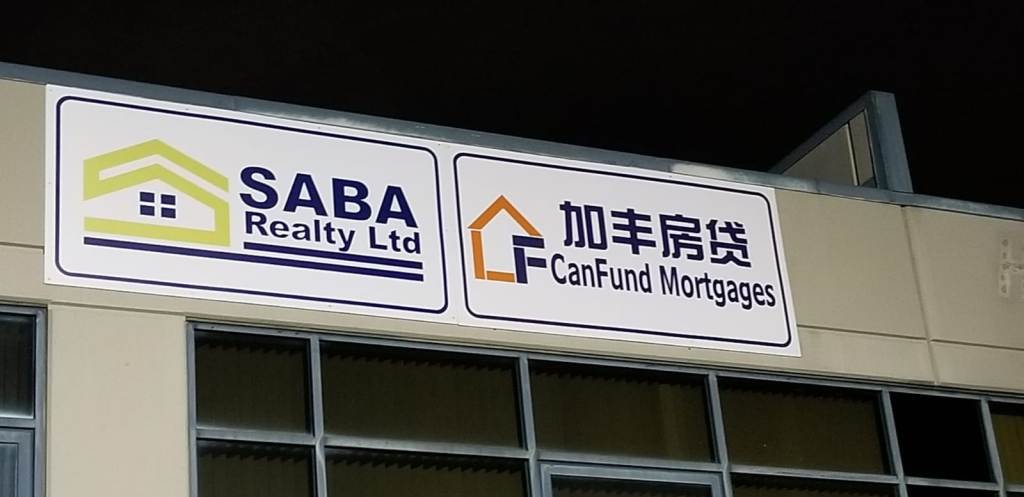 SABA
Realty Ltd
加丰房贷
CanFund Mortgages